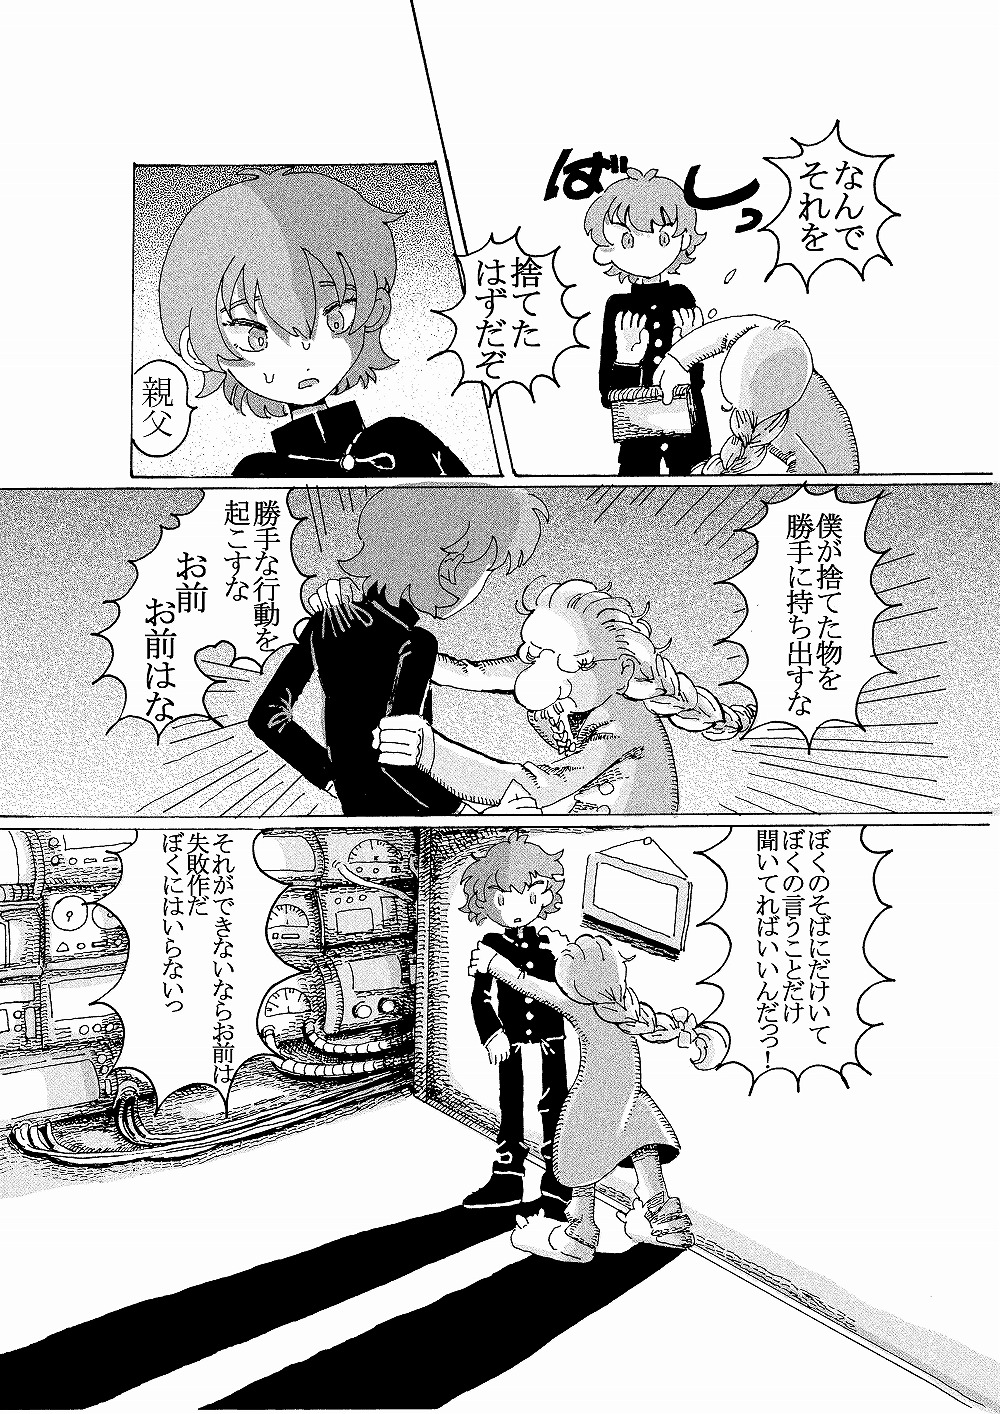 なんで
それを
ばしっ
捨てた
はずだぞ
親父
僕が捨てた物を
勝手に持ち出すな
勝手な行動を
起こすな
お前
お前はな
ぼくのそばにだけいて
ぼくの言うことだけ
聞いてればいいんだっ！
それができないならお前は
失敗作だ
ぼくにはいらないっ